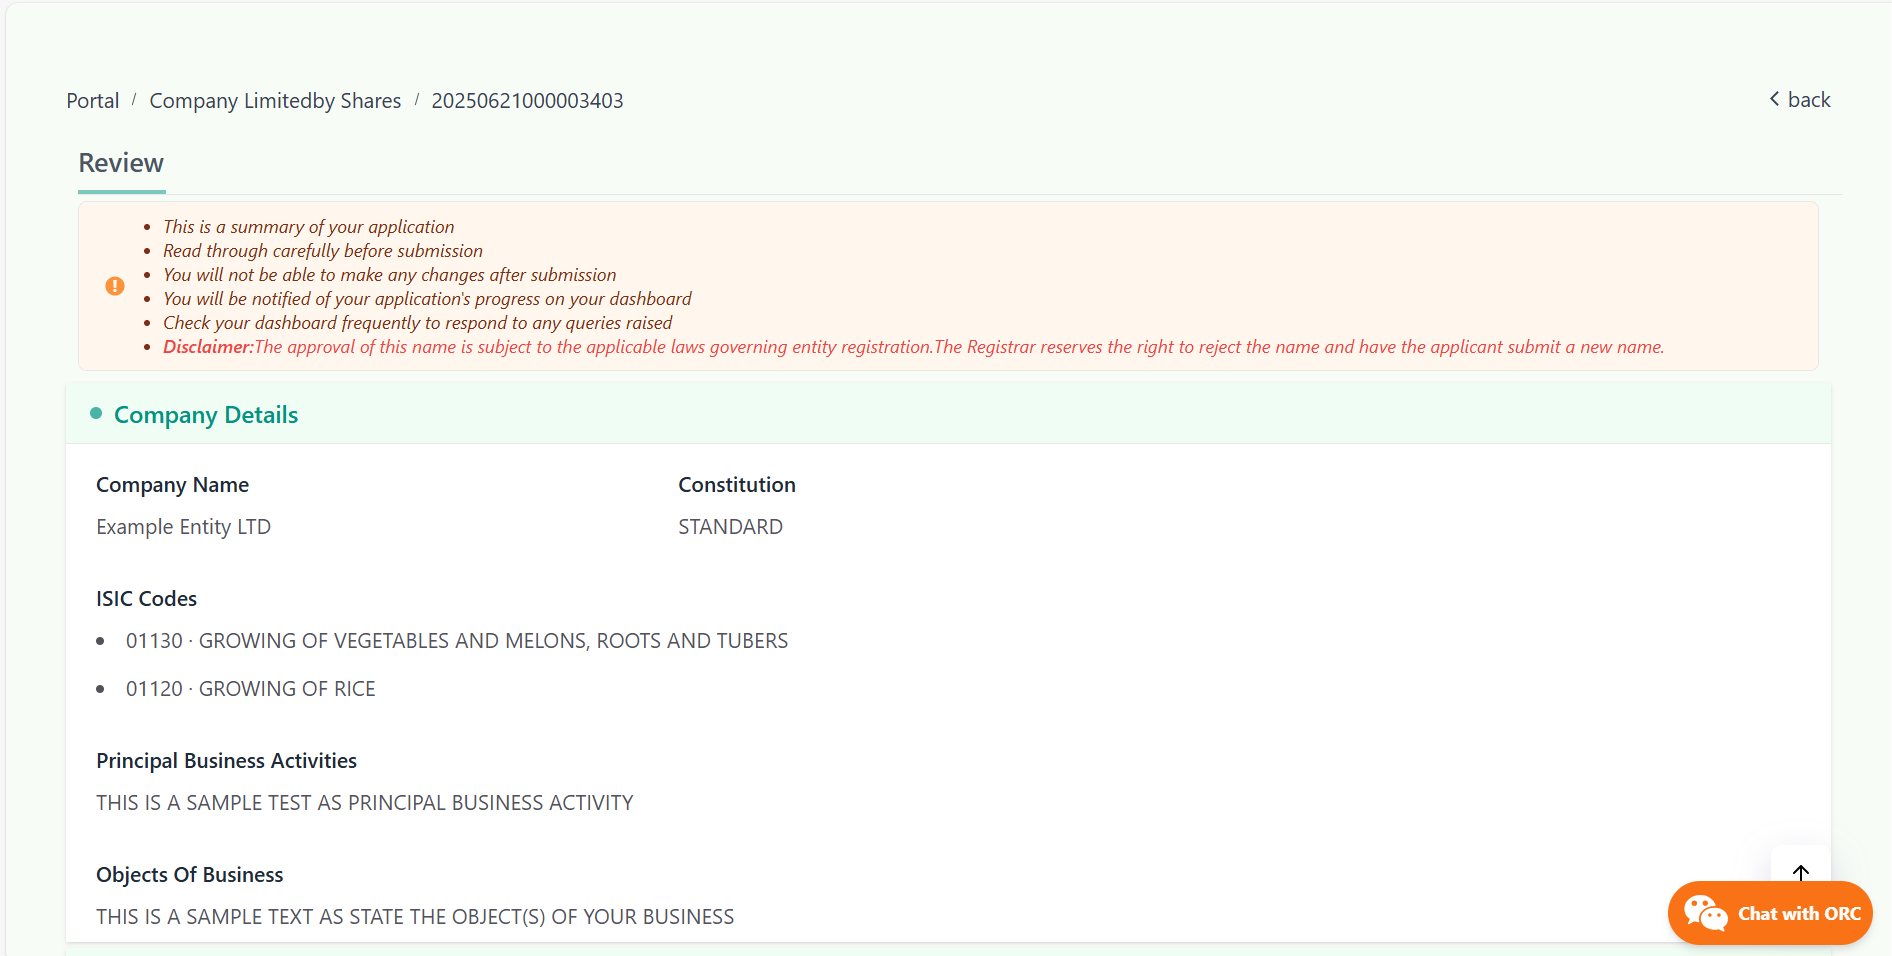 Portal / Company Limitedby Shares / 20250621000003403
back
Review
• This is a summary of your application
• Read through carefully before submission
• You will not be able to make any changes after submission
• You will be notified of your application's progress on your dashboard
• Check your dashboard frequently to respond to any queries raised
• Disclaimer:The approval of this name is subject to the applicable laws governing entity registration.The Registrar reserves the right to reject the name and have the applicant submit a new name.
Company Details
Company Name
Example Entity LTD
Constitution
STANDARD
ISIC Codes
• 01130 · GROWING OF VEGETABLES AND MELONS, ROOTS AND TUBERS
• 01120 · GROWING OF RICE
Principal Business Activities
THIS IS A SAMPLE TEST AS PRINCIPAL BUSINESS ACTIVITY
Objects Of Business
THIS IS A SAMPLE TEXT AS STATE THE OBJECT(S) OF YOUR BUSINESS
Chat with ORC